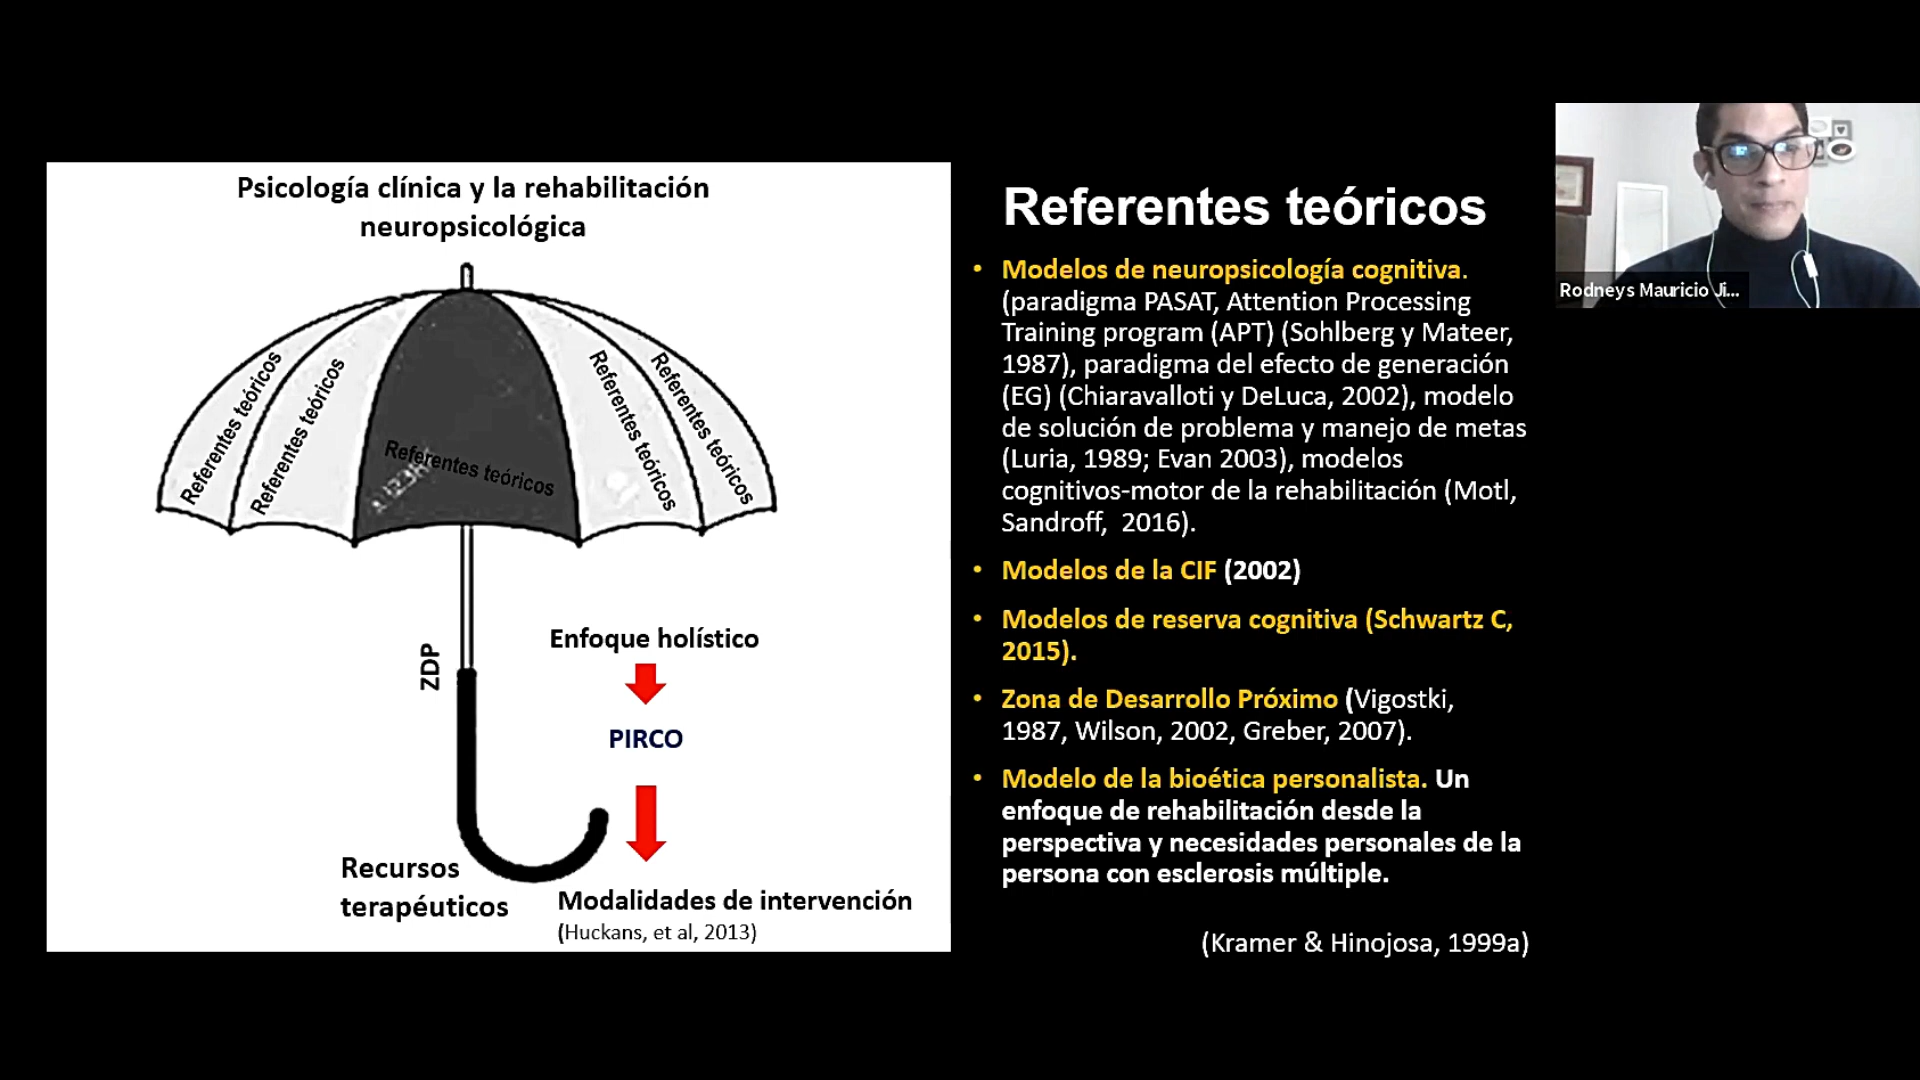 Psicología clínica y la rehabilitación
neuropsicológica
Referentes teóricos
Referentes teóricos
Referentes teóricos
Referentes teóricos
Referentes teóricos
ZDP
Enfoque holístico
PIRCO
Recursos
terapéuticos
Modalidades de intervención
(Huckans, et al, 2013)
Referentes teóricos
• Modelos de neuropsicología cognitiva.
(paradigma PASAT, Attention Processing
Training program (APT) (Sohlberg y Mateer,
1987), paradigma del efecto de generación
(EG) (Chiaravalloti y DeLuca, 2002), modelo
de solución de problema y manejo de metas
(Luria, 1989; Evan 2003), modelos
cognitivos-motor de la rehabilitación (Motl,
Sandroff, 2016).
• Modelos de la CIF (2002)
• Modelos de reserva cognitiva (Schwartz C,
2015).
• Zona de Desarrollo Próximo (Vigostki,
1987, Wilson, 2002, Greber, 2007).
• Modelo de la bioética personalista. Un
enfoque de rehabilitación desde la
perspectiva y necesidades personales de la
persona con esclerosis múltiple.
(Kramer & Hinojosa, 1999a)
Rodneys Mauricio Ji...